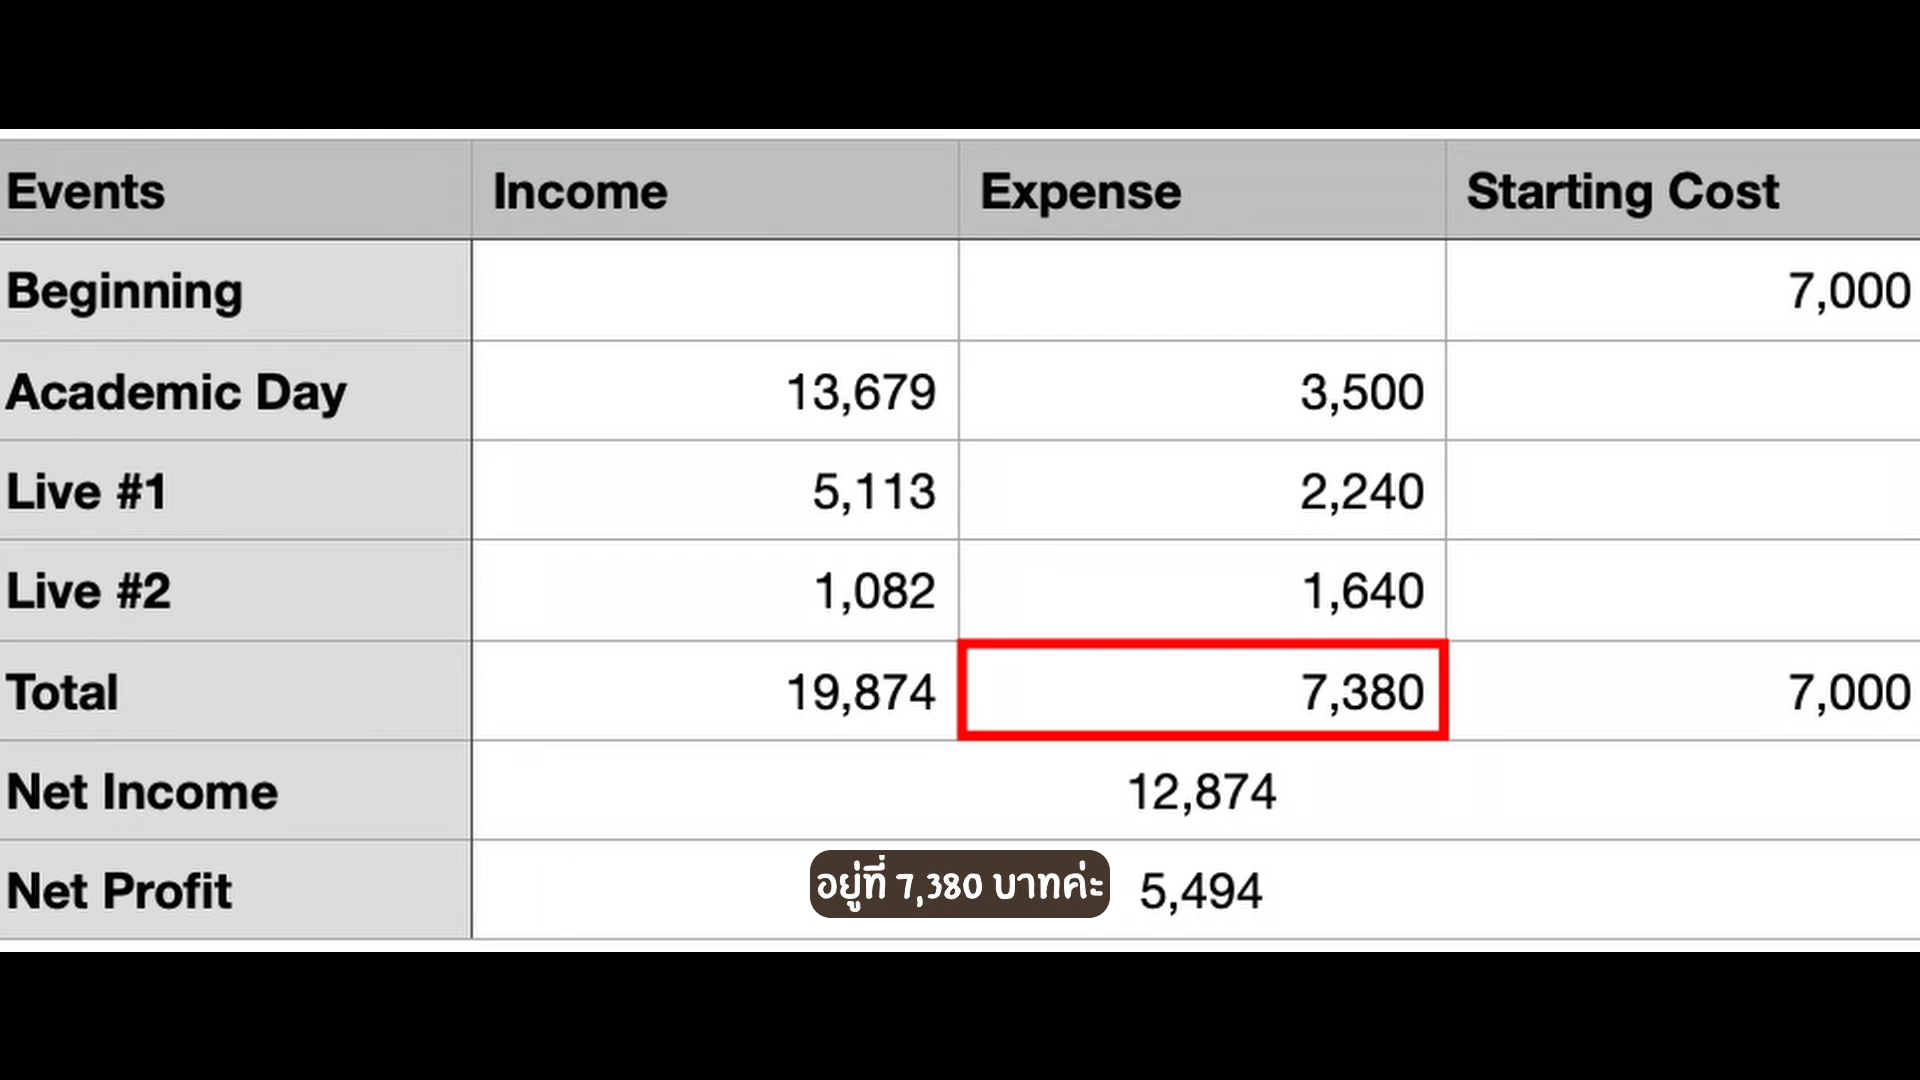 Events Income Expense Starting Cost
Beginning 7,000
Academic Day 13,679 3,500
Live #1 5,113 2,240
Live #2 1,082 1,640
Total 19,874 7,380 7,000
Net Income 12,874
Net Profit 5,494
อยู่ที่ 7,380 บาทค่ะ